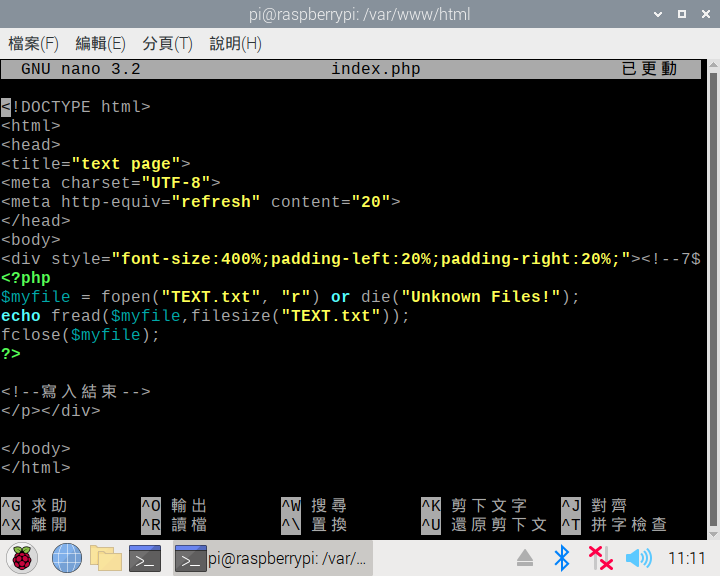 pi@raspberrypi: /var/www/html
檔案(F) 編輯(E) 分頁(T) 說明(H)
GNU nano 3.2 index.php 已更動
<!DOCTYPE html>
<html>
<head>
<title="text page">
<meta charset="UTF-8">
<meta http-equiv="refresh" content="20">
</head>
<body>
<div style="font-size:400%;padding-left:20%;padding-right:20%;"><!--7$
<?php
$myfile = fopen("TEXT.txt", "r") or die("Unknown Files!");
echo fread($myfile,filesize("TEXT.txt"));
fclose($myfile);
?>
<!--寫入結束-->
</p></div>
</body>
</html>
^G 求助 ^O 輸出 ^W 搜尋 ^K 剪下文字 ^J 對齊
^X 離開 ^R 讀檔 ^\ 置換 ^U 還原剪下文 ^T 拼字檢查
>_ >_ pi@raspberrypi: /var/... 11:11